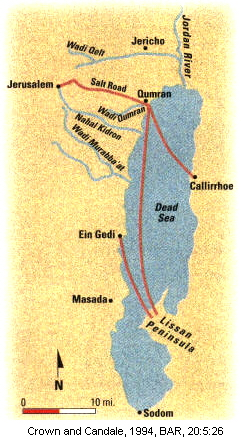 Wadi Qelt
Jericho
Jordan River
Jerusalem
Salt Road
Qumran
Wadi Qumran
Nahal Kidron
Wadi Murabba'at
Callirrhoe
Dead
Sea
Ein Gedi
Masada
Lissan
Peninsula
N
0 10 mi.
Sodom
Crown and Candale, 1994, BAR, 20:5:26